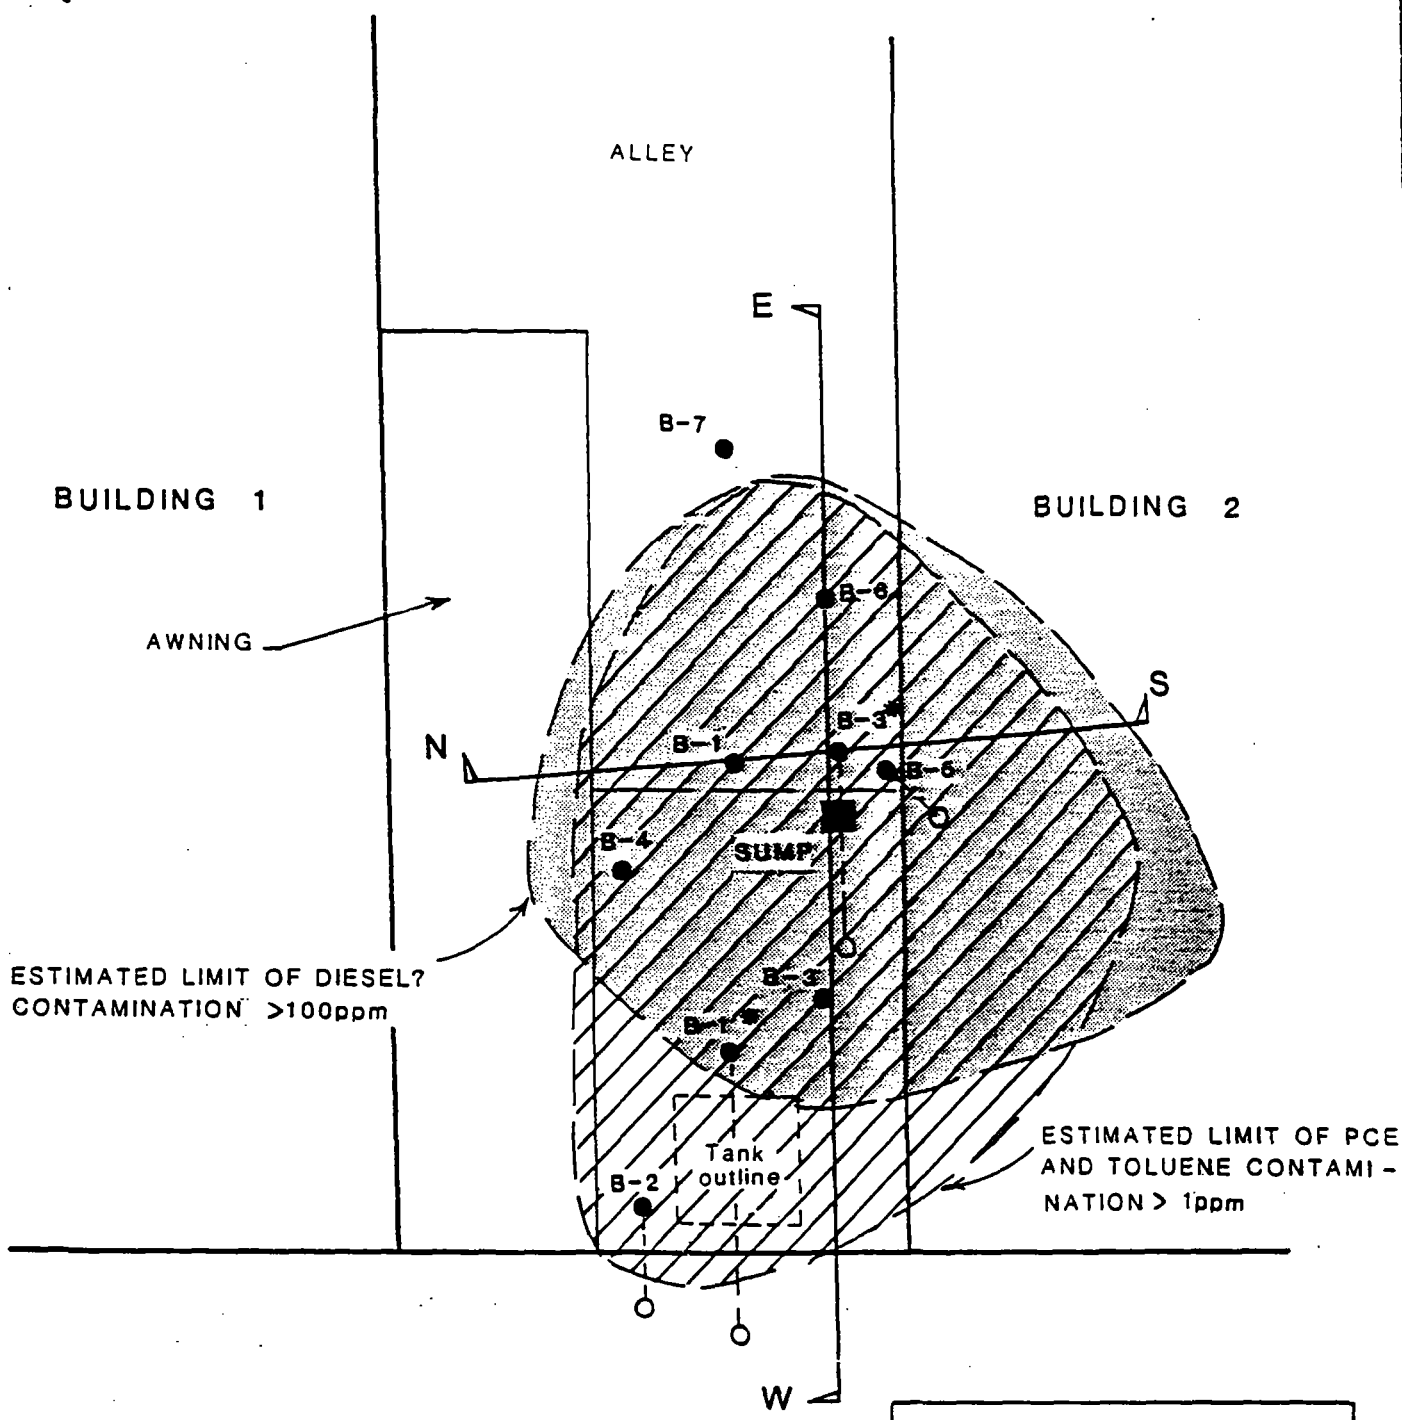 ALLEY
E
B-7
BUILDING 1
BUILDING 2
B-6
AWNING
S
B-3*
N
B-1
B-5
B-4
SUMP
ESTIMATED LIMIT OF DIESEL?
CONTAMINATION >100ppm
B-3
B-1*
ESTIMATED LIMIT OF PCE
AND TOLUENE CONTAMI-
NATION > 1ppm
Tank
outline
B-2
W